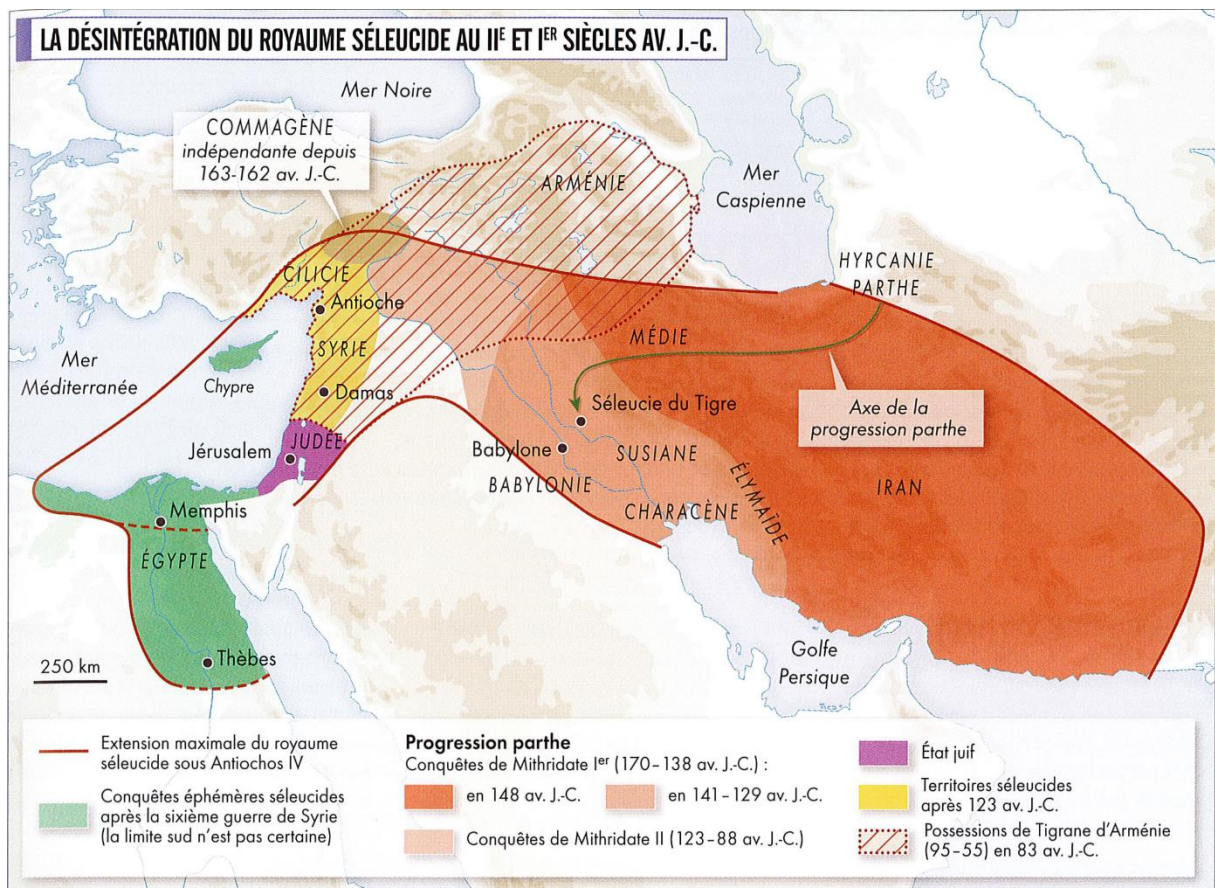 LA DÉSINTÉGRATION DU ROYAUME SÉLEUCIDE AU IIE ET IER SIÈCLES AV. J.-C.
Mer Noire
COMMAGÈNE
indépendante depuis
163-162 av. J.-C.
ARMÉNIE
Mer
Caspienne
HYRCANIE
PARTHE
CILICIE
Antioche
MÉDIE
SYRIE
Mer
Méditerranée
Chypre
Damas
Séleucie du Tigre
Axe de la
progression parthe
JUDÉE
Jérusalem
Babylone
SUSIANE
BABYLONIE
ÉLYMAÏDE
IRAN
CHARACÈNE
Memphis
ÉGYPTE
Thèbes
Golfe
Persique
250 km
Extension maximale du royaume
séleucide sous Antiochos IV
Conquêtes éphémères séleucides
après la sixième guerre de Syrie
(la limite sud n'est pas certaine)
Progression parthe
Conquêtes de Mithridate Ier (170-138 av. J.-C.) :
en 148 av. J.-C.
en 141-129 av. J.-C.
Conquêtes de Mithridate II (123-88 av. J.-C.)
État juif
Territoires séleucides
après 123 av. J.-C.
Possessions de Tigrane d'Arménie
(95-55) en 83 av. J.-C.